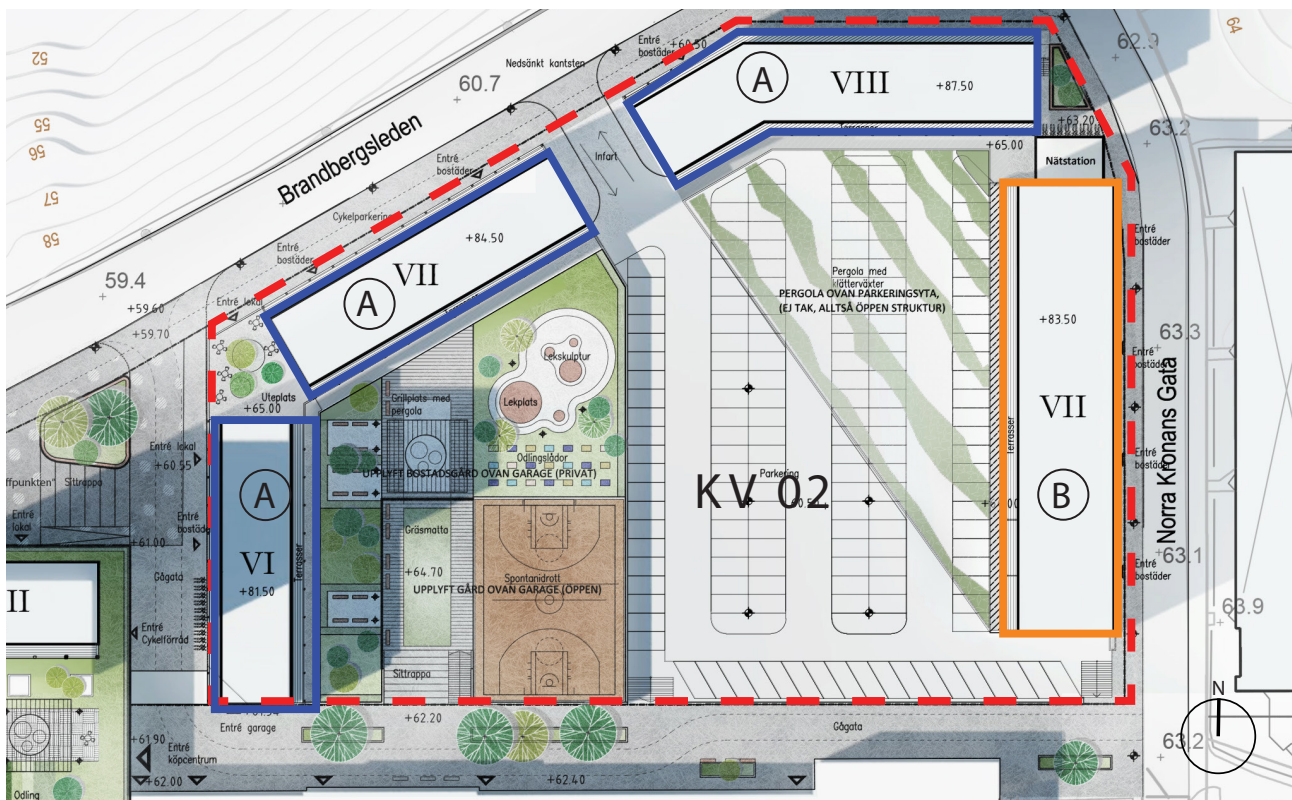 52
55
56
57
58
60.7
59.4
+59.60
+59.70
Brandbergsleden
Nedsänkt kantsten
Entré
bostäder
+60.50
64
62.9
63.2
A
VIII
+87.50
Terrasser
+63.20
+65.00
Nätstation
Infart
Entré
bostäder
Cykelparkering
Entré
bostäder
+84.50
VII
A
Entré lokal
Uteplats
+65.00
Entré lokal
+60.55
Sittrappa
Entré
lokal
Entré
bostäder
+61.00
Gågata
Entré
Cykelförråd
II
A
VI
+81.50
Terrasser
Grillplats med
pergola
Lekskulptur
Lekplats
Odlingslådor
UPPLYFT BOSTADSGÅRD OVAN GARAGE (PRIVAT)
Gräsmatta
+64.70
Spontanidrott
UPPLYFT GÅRD OVAN GARAGE (ÖPPEN)
Sittrappa
Pergola med
klätterväxter
PERGOLA OVAN PARKERINGSYTA,
(EJ TAK, ALLTSÅ ÖPPEN STRUKTUR)
Parkering
KV 02
+83.50
VII
B
Terrasser
Entré
bostäder
Entré
bostäder
Entré
bostäder
Entré
bostäder
Norra Kronans Gata
63.3
63.1
63.9
63.2
N
Entré garage
+62.20
Gågata
+61.90
Entré
köpcentrum
+62.00
+62.40
Odling